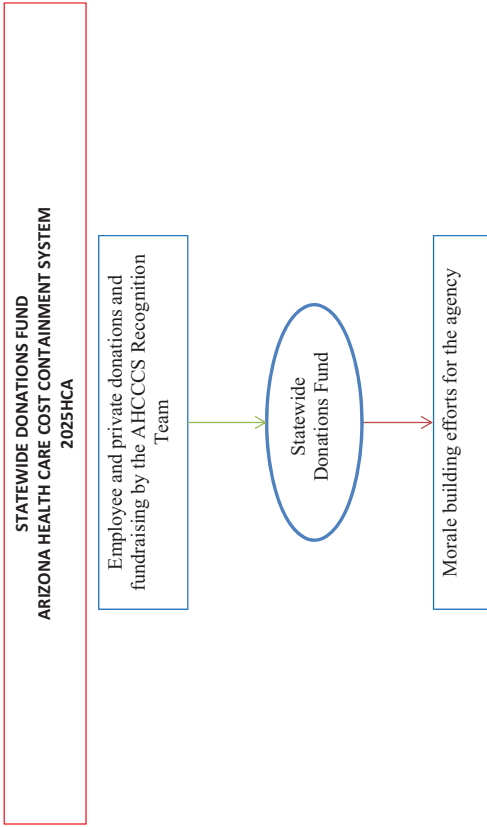 STATEWIDE DONATIONS FUND
ARIZONA HEALTH CARE COST CONTAINMENT SYSTEM
2025HCA
Employee and private donations and
fundraising by the AHCCCS Recognition
Team
Statewide
Donations Fund
Morale building efforts for the agency